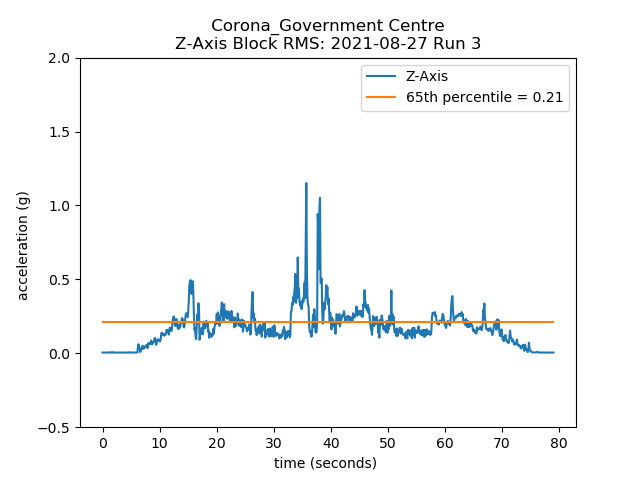 Corona_Government Centre
Z-Axis Block RMS: 2021-08-27 Run 3
Z-Axis
65th percentile = 0.21
acceleration (g)
2.0
1.5
1.0
0.5
0.0
−0.5
0 10 20 30 40 50 60 70 80
time (seconds)